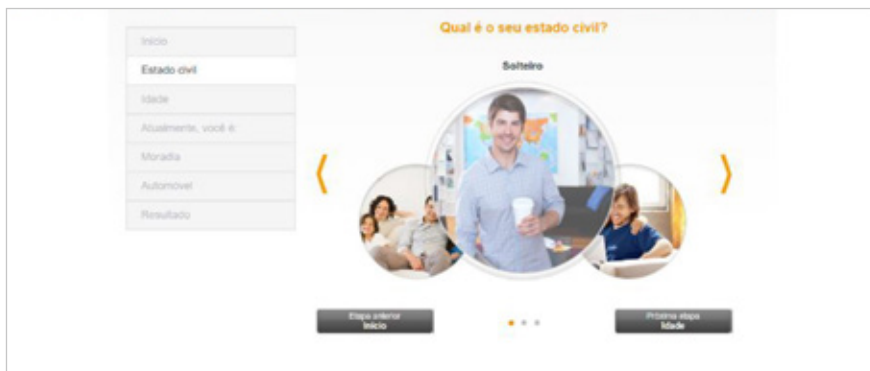 Qual é o seu estado civil?
Início
Estado civil
Idade
Atualmente, você é:
Moradia
Automóvel
Resultado
Solteiro
Etapa anterior
Início
Próxima etapa
Idade